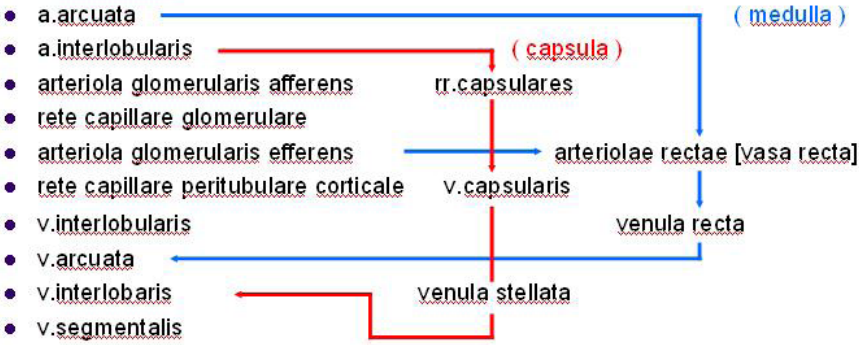 a.arcuata ( medulla )
a.interlobularis ( capsula )
arteriola glomerularis afferens rr.capsulares
rete capillare glomerulare
arteriola glomerularis efferens arteriolae rectae [vasa recta]
rete capillare peritubulare corticale v.capsularis
v.interlobularis venula recta
v.arcuata
v.interlobaris venula stellata
v.segmentalis